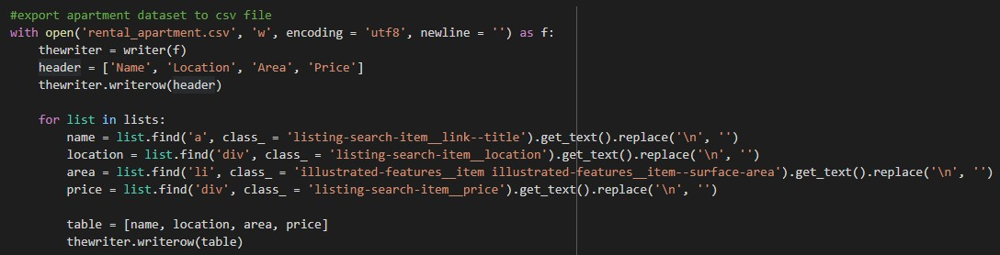 #export apartment dataset to csv file
with open('rental_apartment.csv', 'w', encoding = 'utf8', newline = '') as f:
    thewriter = writer(f)
    header = ['Name', 'Location', 'Area', 'Price']
    thewriter.writerow(header)

    for list in lists:
        name = list.find('a', class_ = 'listing-search-item__link--title').get_text().replace('\n', '')
        location = list.find('div', class_ = 'listing-search-item__location').get_text().replace('\n', '')
        area = list.find('li', class_ = 'illustrated-features__item illustrated-features__item--surface-area').get_text().replace('\n', '')
        price = list.find('div', class_ = 'listing-search-item__price').get_text().replace('\n', '')

        table = [name, location, area, price]
        thewriter.writerow(table)